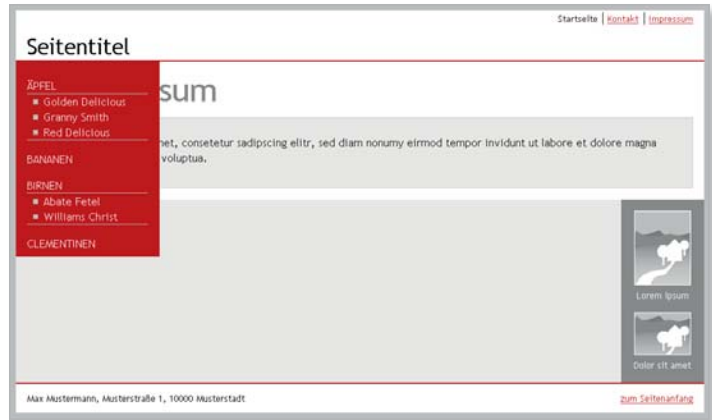 Startseite | Kontakt | Impressum
Seitentitel
ÄPFEL
Golden Delicious
Granny Smith
Red Delicious
BANANEN
BIRNEN
Abate Fetel
Williams Christ
CLEMENTINEN
sum
met, consetetur sadipscing elitr, sed diam nonumy eirmod tempor invidunt ut labore et dolore magna
voluptua.
Lorem Ipsum
Dolor sit amet
Max Mustermann, Musterstraße 1, 10000 Musterstadt
zum Seitenanfang